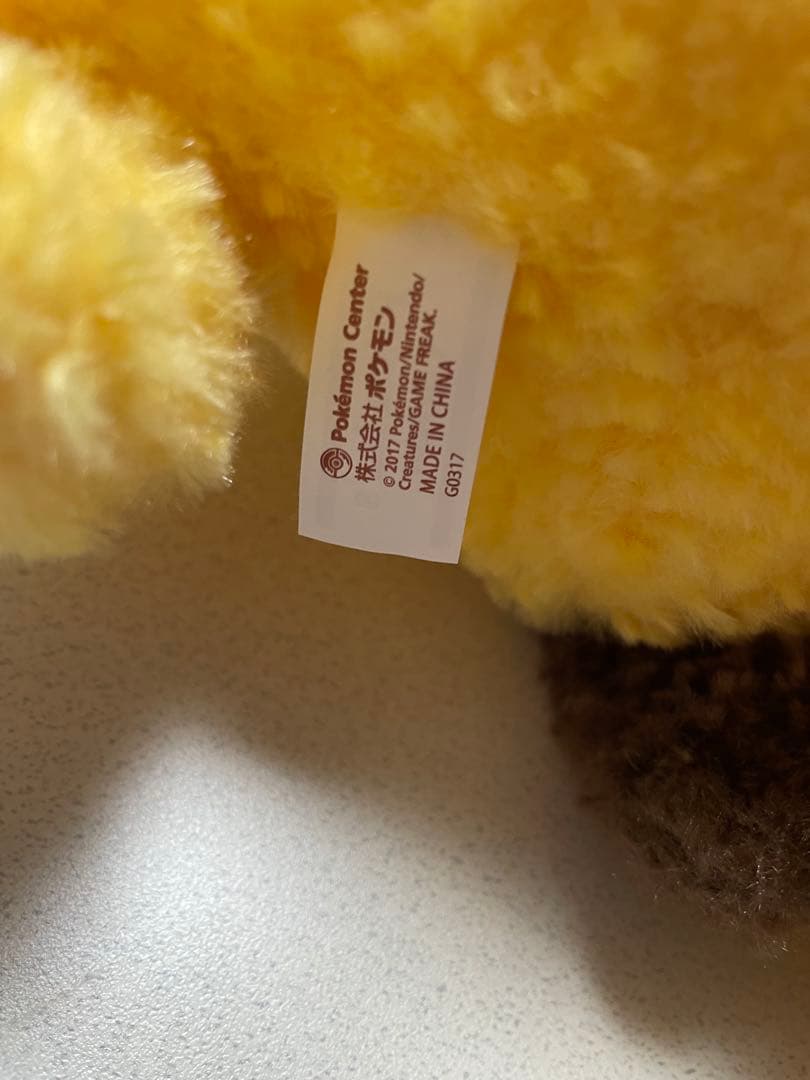 Pokémon Center
株式会社 ポケモン
© 2017 Pokémon/Nintendo/
Creatures/GAME FREAK.
MADE IN CHINA
G0317